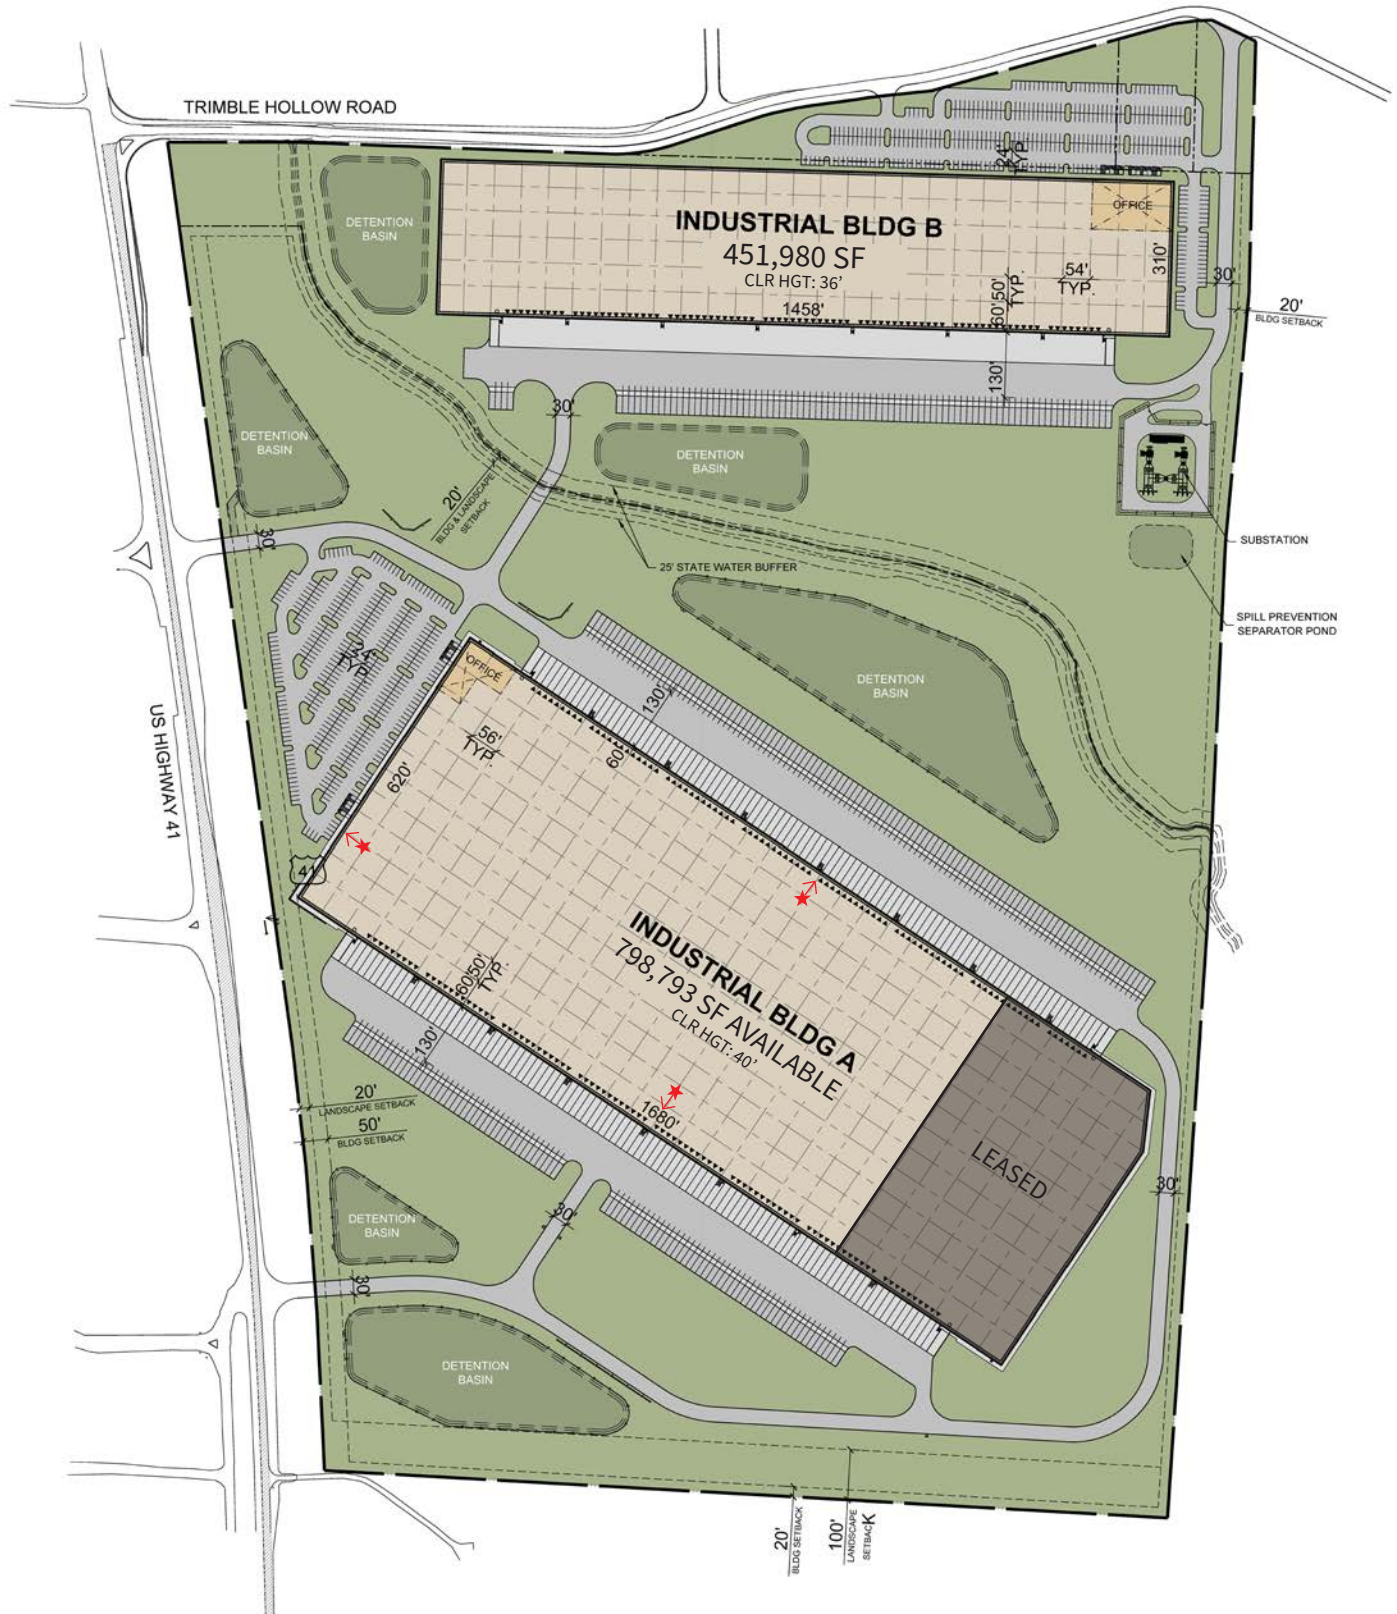 TRIMBLE HOLLOW ROAD
DETENTION
BASIN
INDUSTRIAL BLDG B
451,980 SF
CLR HGT: 36'
1458'
24'
TYP.
OFFICE
310'
54'
TYP.
60'
50'
TYP.
30'
20'
BLDG SETBACK
130'
30'
DETENTION
BASIN
DETENTION
BASIN
20'
BLDG & LANDSCAPE
SETBACK
30'
25' STATE WATER BUFFER
SUBSTATION
SPILL PREVENTION
SEPARATOR POND
DETENTION
BASIN
24'
TYP.
OFFICE
56'
TYP.
620'
60'
130'
US HIGHWAY 41
41
INDUSTRIAL BLDG A
798,793 SF AVAILABLE
CLR HGT: 40'
60'
50'
TYP.
130'
1680'
LEASED
20'
LANDSCAPE SETBACK
50'
BLDG SETBACK
30'
DETENTION
BASIN
30'
30'
DETENTION
BASIN
20'
BLDG SETBACK
100'
LANDSCAPE
SETBACK